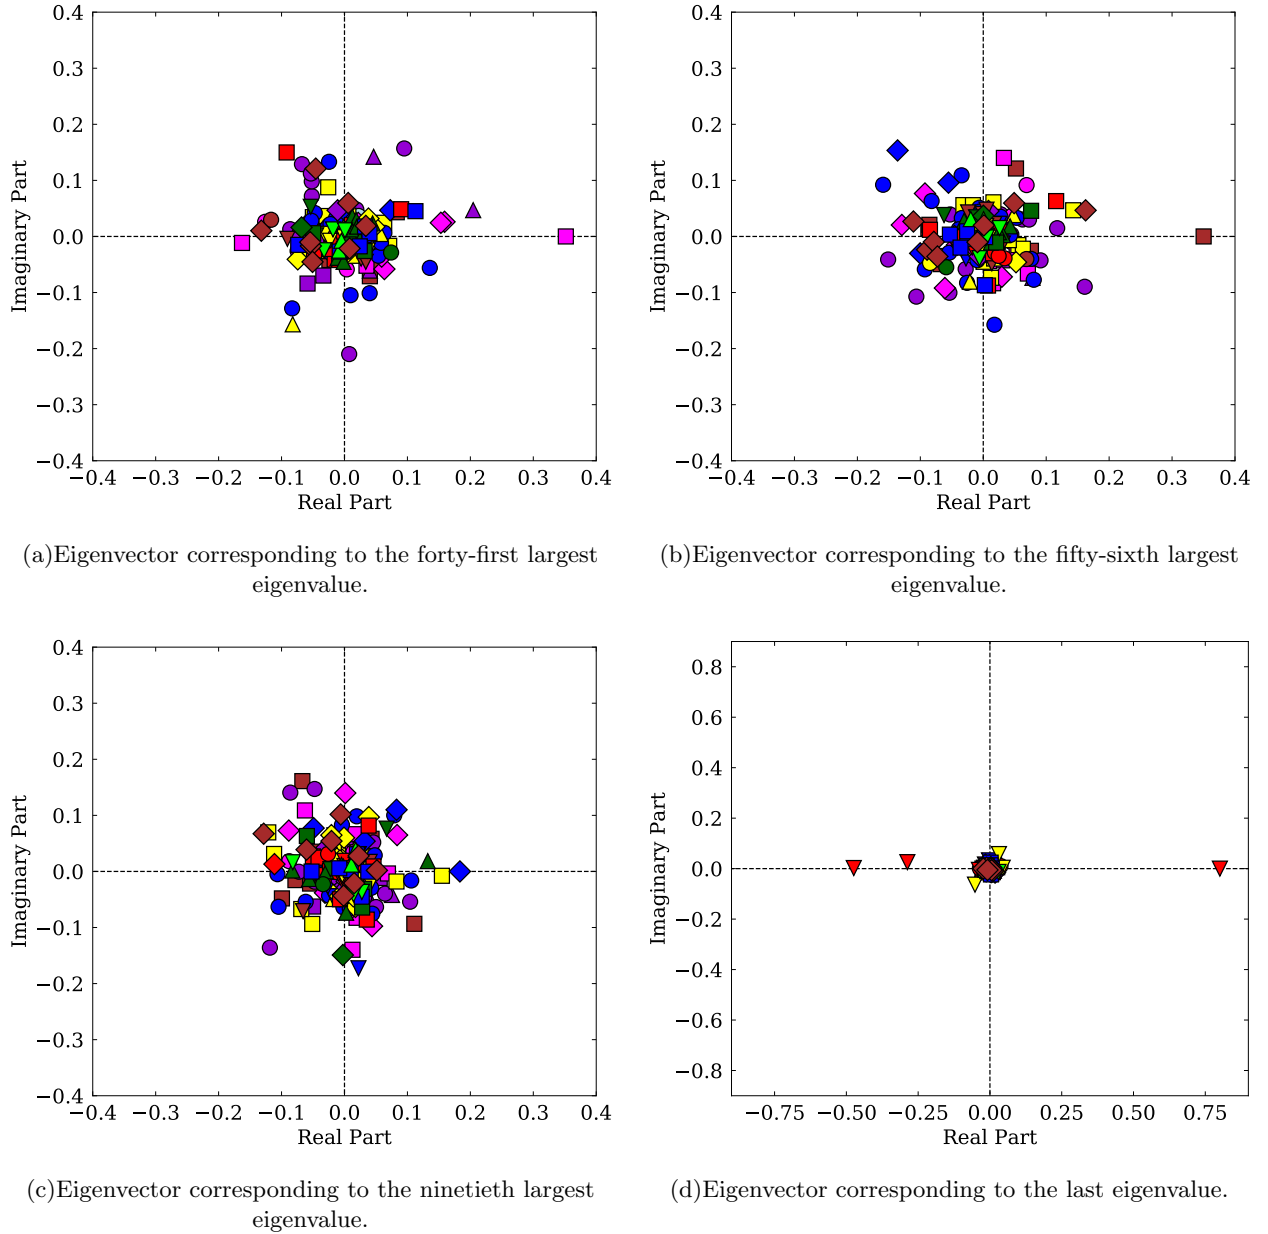 0.4
0.3
0.2
0.1
0.0
−0.1
−0.2
−0.3
−0.4
Imaginary Part
−0.4 −0.3 −0.2 −0.1 0.0 0.1 0.2 0.3 0.4
Real Part
(a)Eigenvector corresponding to the forty-first largest
eigenvalue.
0.4
0.3
0.2
0.1
0.0
−0.1
−0.2
−0.3
−0.4
Imaginary Part
−0.4 −0.3 −0.2 −0.1 0.0 0.1 0.2 0.3 0.4
Real Part
(b)Eigenvector corresponding to the fifty-sixth largest
eigenvalue.
0.4
0.3
0.2
0.1
0.0
−0.1
−0.2
−0.3
−0.4
Imaginary Part
−0.4 −0.3 −0.2 −0.1 0.0 0.1 0.2 0.3 0.4
Real Part
(c)Eigenvector corresponding to the ninetieth largest
eigenvalue.
0.8
0.6
0.4
0.2
0.0
−0.2
−0.4
−0.6
−0.8
Imaginary Part
−0.75 −0.50 −0.25 0.00 0.25 0.50 0.75
Real Part
(d)Eigenvector corresponding to the last eigenvalue.